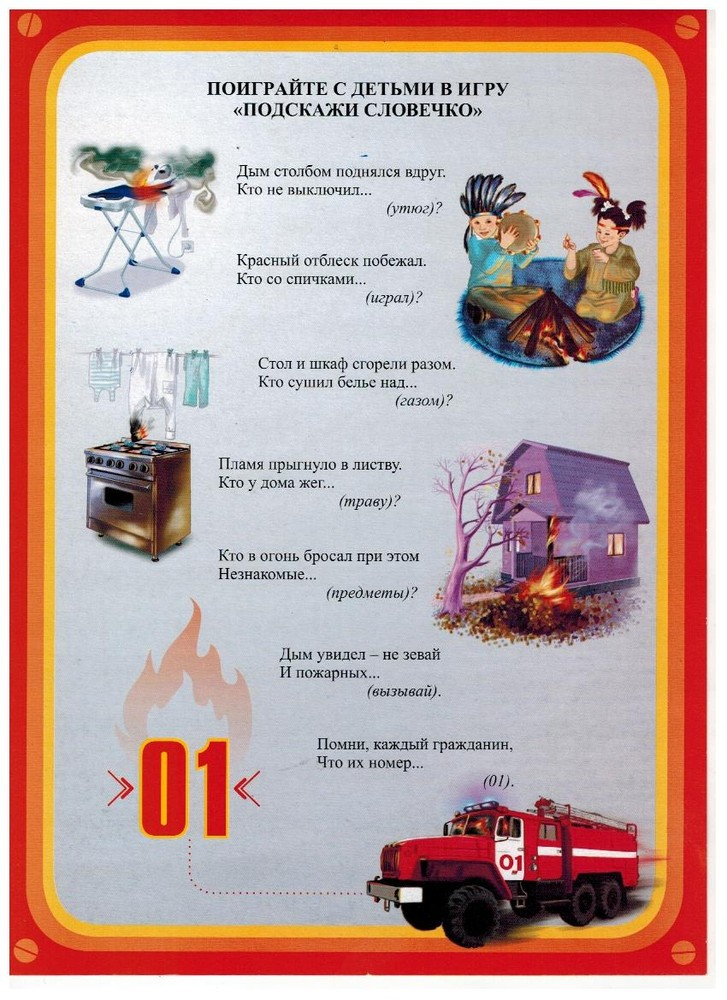 ПОИГРАЙТЕ С ДЕТЬМИ В ИГРУ
«ПОДСКАЖИ СЛОВЕЧКО»
Дым столбом поднялся вдруг.
Кто не выключил...
(утюг)?
Красный отблеск побежал.
Кто со спичками...
(играл)?
Стол и шкаф сгорели разом.
Кто сушил белье над...
(газом)?
Пламя прыгнуло в листву.
Кто у дома жег...
(траву)?
Кто в огонь бросал при этом
Незнакомые...
(предметы)?
Дым увидел – не зевай
И пожарных...
(вызывай).
Помни, каждый гражданин,
Что их номер...
(01).
»01«
01